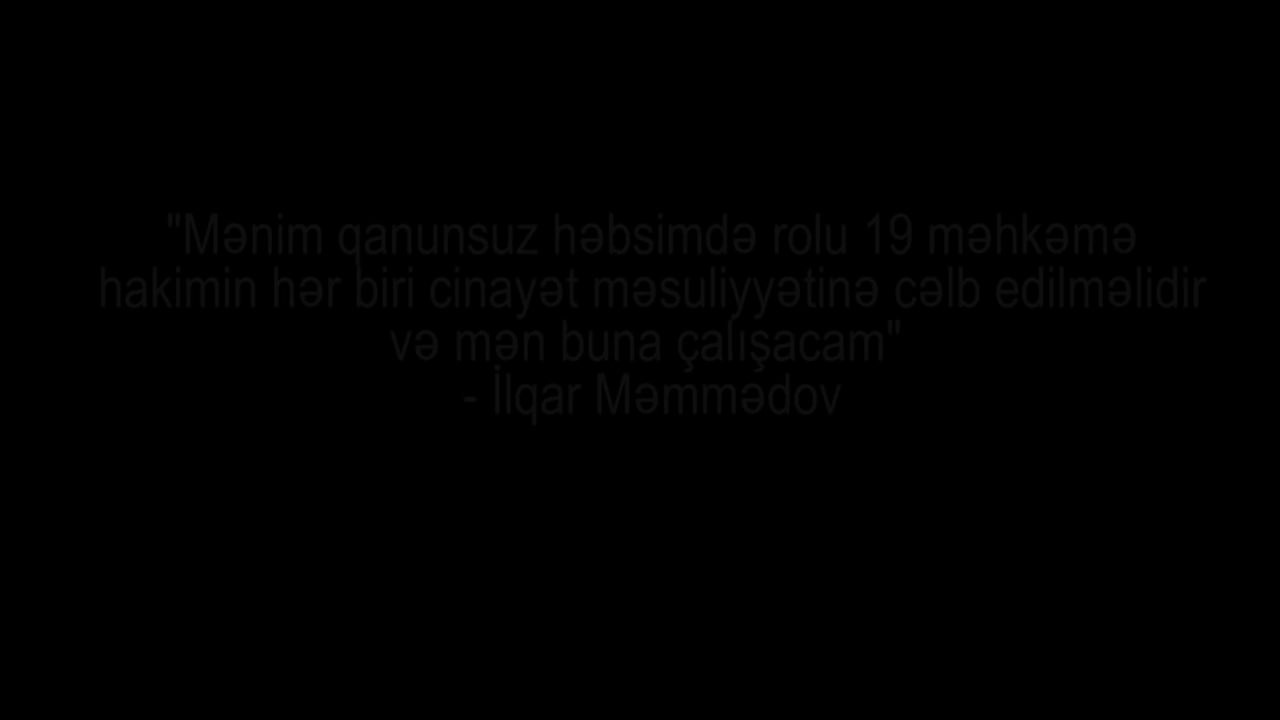 "Mənim qanunsuz həbsimdə rolu 19 məhkəmə
hakimin hər biri cinayət məsuliyyətinə cəlb edilməlidir
və mən buna çalışacam"
- İlqar Məmmədov